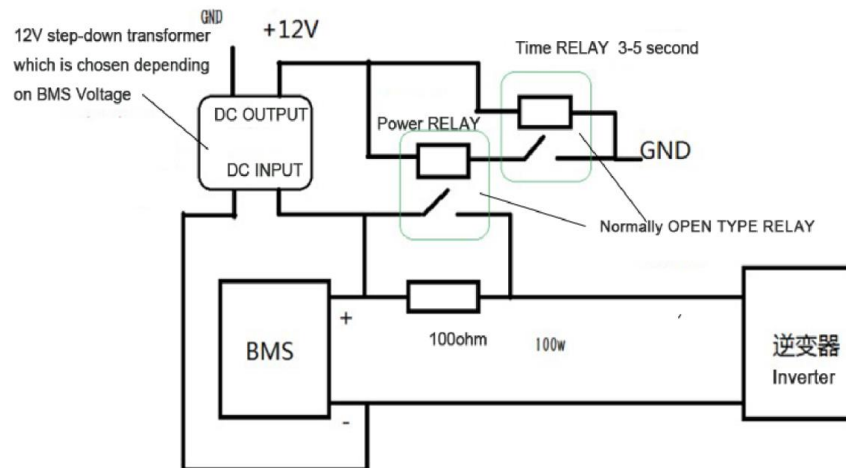 GND
+12V
12V step-down transformer
which is chosen depending
on BMS Voltage
Time RELAY 3-5 second
DC OUTPUT
Power RELAY
DC INPUT
GND
Normally OPEN TYPE RELAY
+
BMS
100ohm
100w
逆变器
Inverter
-